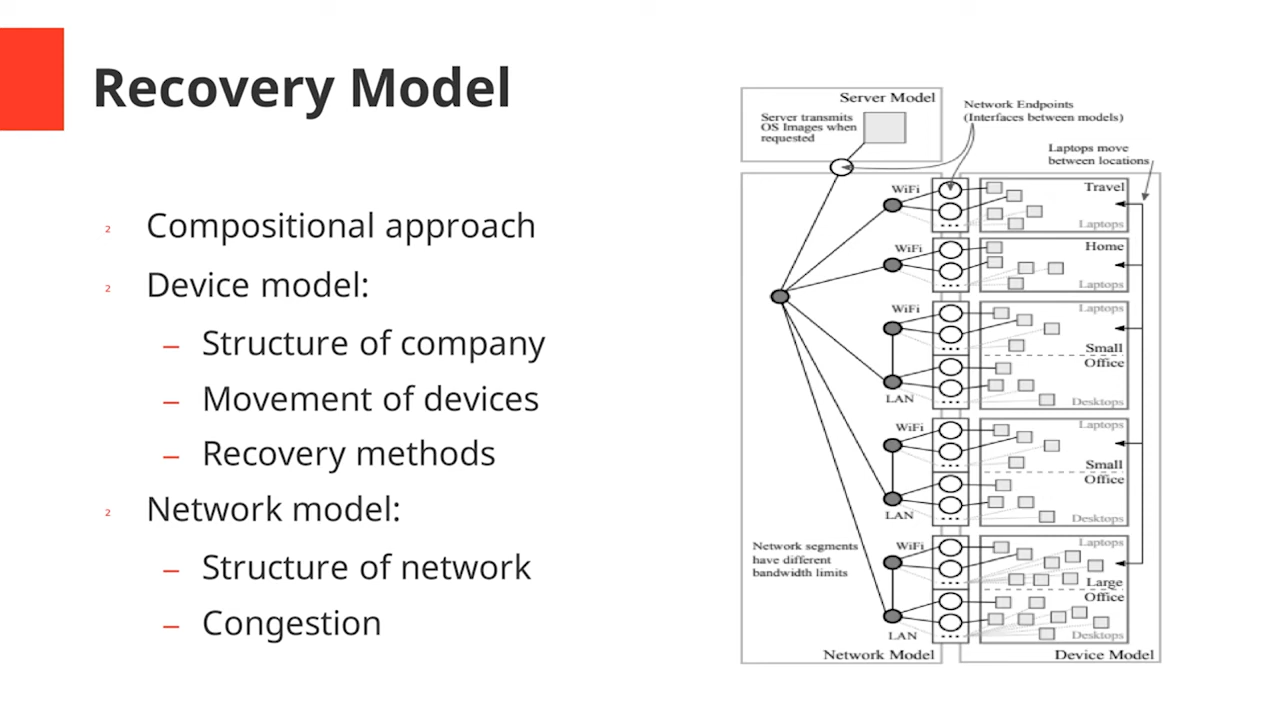 Recovery Model
² Compositional approach
² Device model:
– Structure of company
– Movement of devices
– Recovery methods
² Network model:
– Structure of network
– Congestion
Server Model
Server transmits
OS Images when
requested
Network Endpoints
(Interfaces between models)
Laptops move
between locations
WiFi
...
Travel
Laptops
WiFi
...
Home
Laptops
WiFi
...
Laptops
Small
Office
LAN
...
Desktops
WiFi
...
Laptops
Small
Office
LAN
...
Desktops
Network segments
have different
bandwidth limits
WiFi
...
Laptops
Large
Office
LAN
...
Desktops
Network Model
Device Model